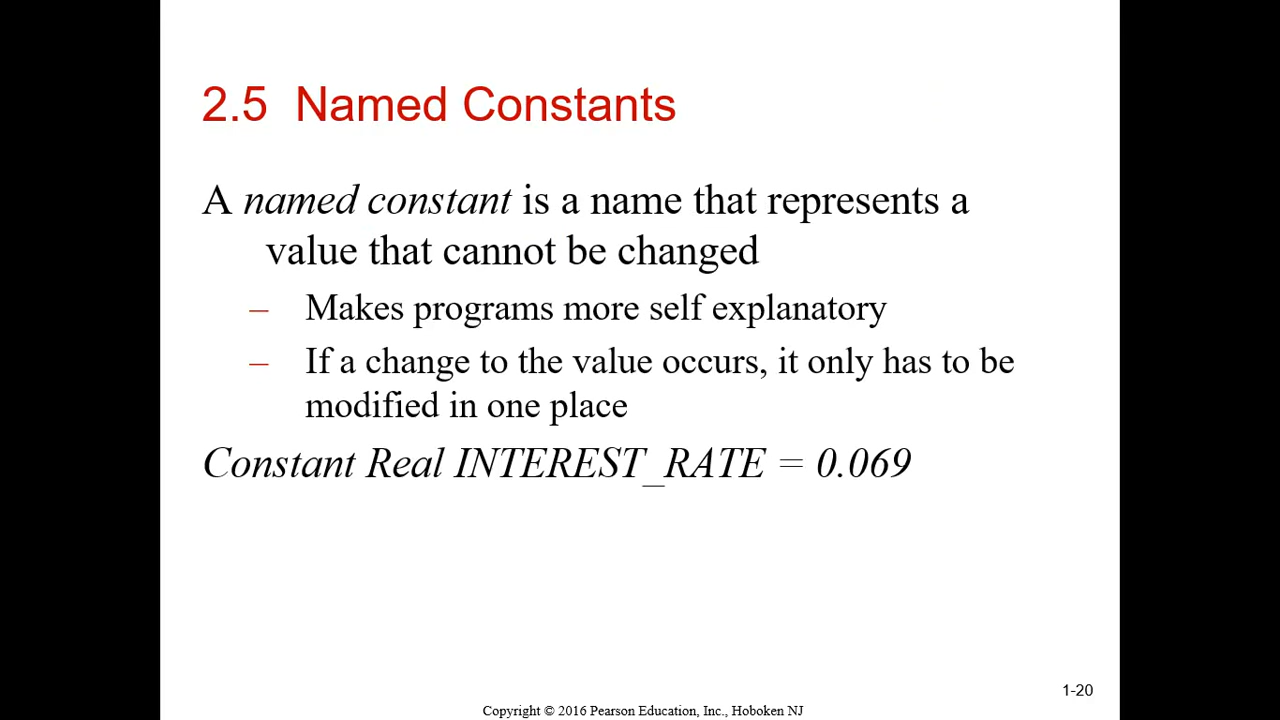 2.5 Named Constants
A named constant is a name that represents a
value that cannot be changed
– Makes programs more self explanatory
– If a change to the value occurs, it only has to be
modified in one place
Constant Real INTEREST_RATE = 0.069
1-20
Copyright © 2016 Pearson Education, Inc., Hoboken NJ